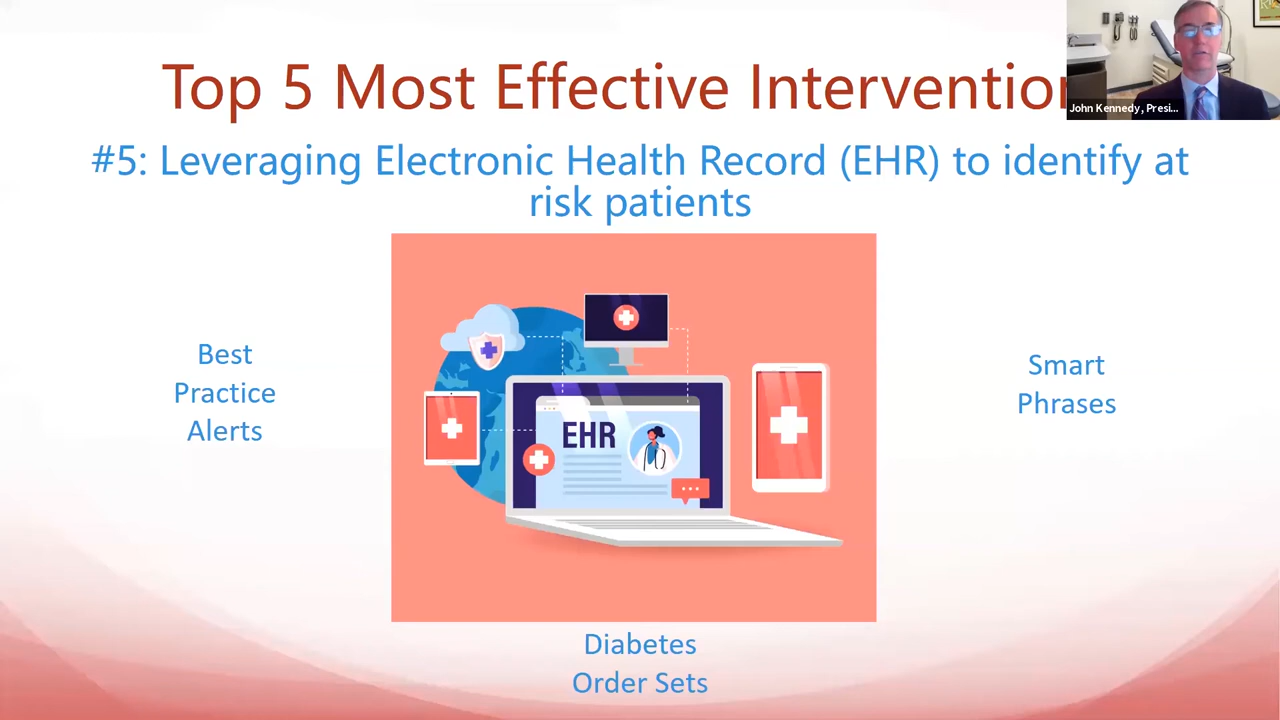 Top 5 Most Effective Intervention
John Kennedy, Presi...
#5: Leveraging Electronic Health Record (EHR) to identify at
risk patients
Best
Practice
Alerts
EHR
Smart
Phrases
Diabetes
Order Sets